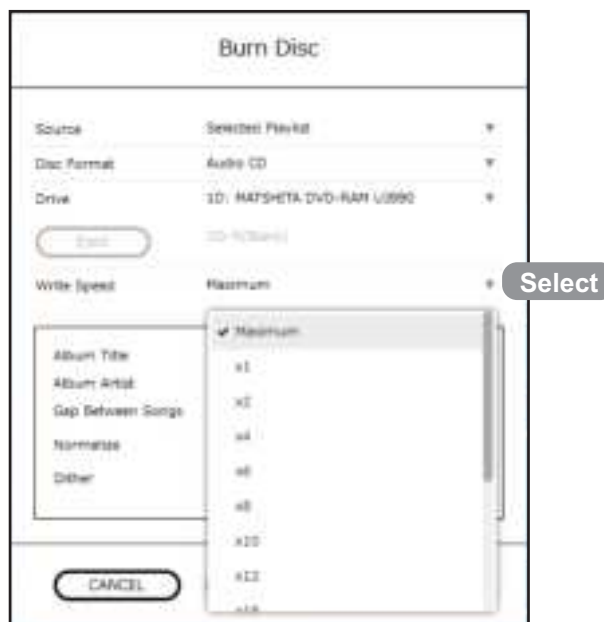 Burn Disc
Source Selected Playlist
Disc Format Audio CD
Drive 1D: MATSHITA DVD-RAM UJ890
Write Speed Maximum
Select
✔ Maximum
Album Title
x1
Album Artist
x2
Gap Between Songs
x4
Normalize
x6
Dither
x8
x10
CANCEL
x12